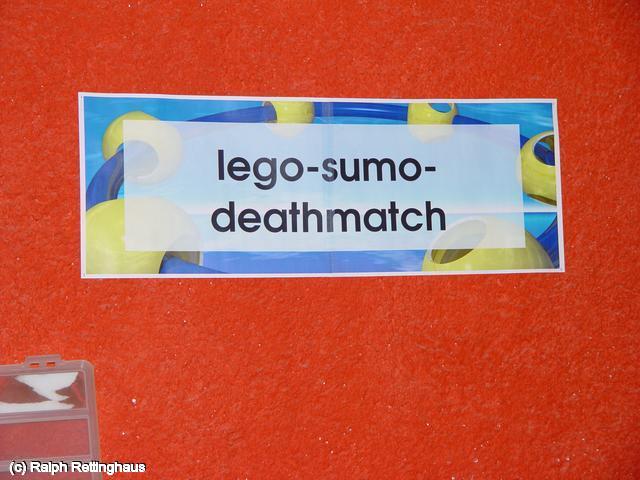 lego-sumo-
deathmatch
(c) Ralph Rettinghaus